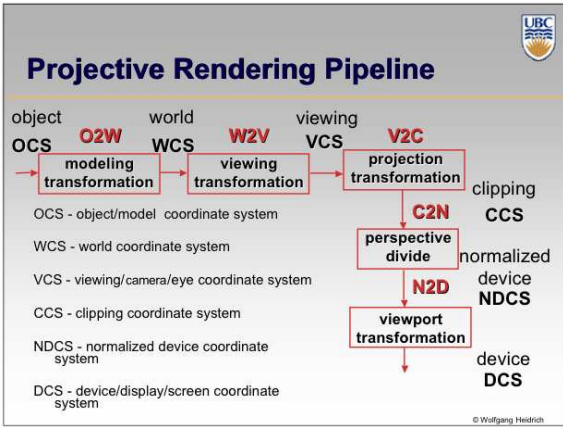 UBC
Projective Rendering Pipeline
object
world
viewing
OCS
O2W
WCS
W2V
VCS
V2C
modeling
transformation
viewing
transformation
projection
transformation
clipping
CCS
C2N
perspective
divide
normalized
device
NDCS
N2D
viewport
transformation
device
DCS
OCS - object/model coordinate system
WCS - world coordinate system
VCS - viewing/camera/eye coordinate system
CCS - clipping coordinate system
NDCS - normalized device coordinate
system
DCS - device/display/screen coordinate
system
© Wolfgang Heidrich